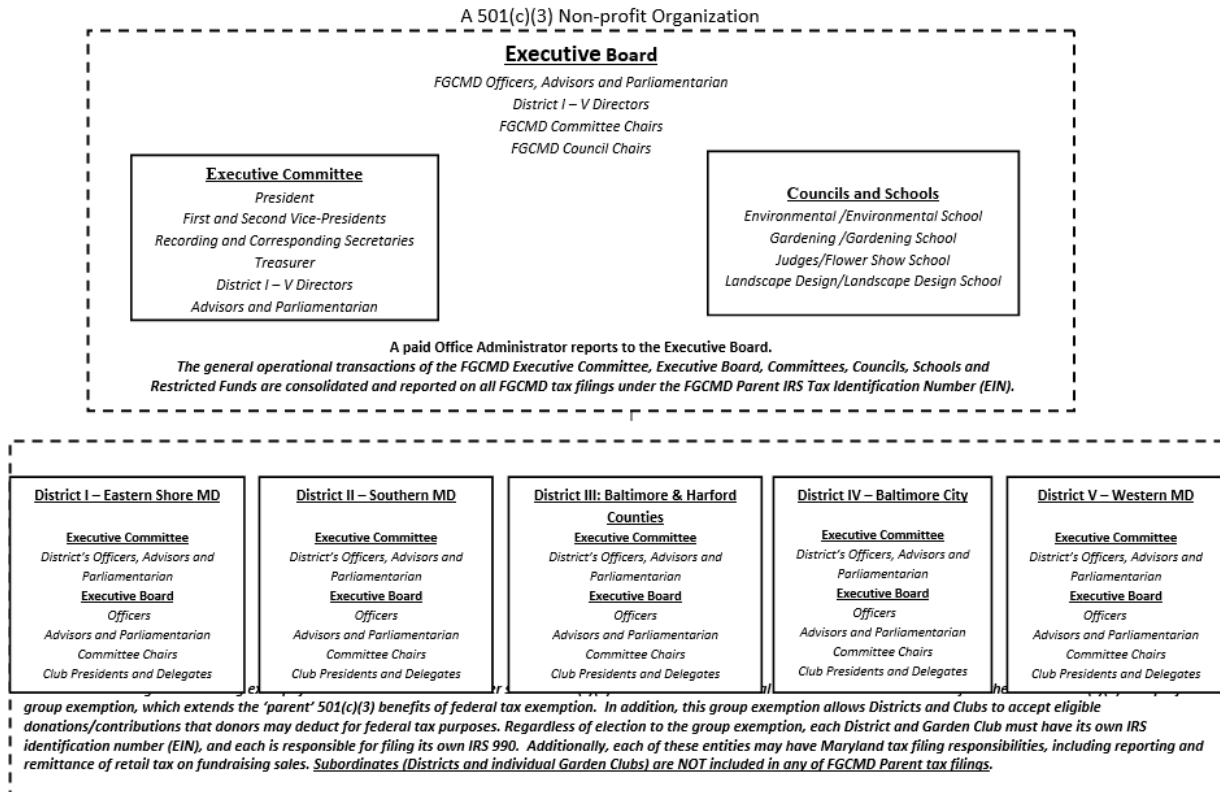 A 501(c)(3) Non-profit Organization
Executive Board
FGCMD Officers, Advisors and Parliamentarian
District I – V Directors
FGCMD Committee Chairs
FGCMD Council Chairs
Executive Committee
President
First and Second Vice-Presidents
Recording and Corresponding Secretaries
Treasurer
District I – V Directors
Advisors and Parliamentarian
Councils and Schools
Environmental /Environmental School
Gardening /Gardening School
Judges/Flower Show School
Landscape Design/Landscape Design School
A paid Office Administrator reports to the Executive Board.
The general operational transactions of the FGCMD Executive Committee, Executive Board, Committees, Councils, Schools and
Restricted Funds are consolidated and reported on all FGCMD tax filings under the FGCMD Parent IRS Tax Identification Number (EIN).
District I – Eastern Shore MD
Executive Committee
District's Officers, Advisors and
Parliamentarian
Executive Board
Officers
Advisors and Parliamentarian
Committee Chairs
Club Presidents and Delegates
District II – Southern MD
Executive Committee
District's Officers, Advisors and
Parliamentarian
Executive Board
Officers
Advisors and Parliamentarian
Committee Chairs
Club Presidents and Delegates
District III: Baltimore & Harford
Counties
Executive Committee
District's Officers, Advisors and
Parliamentarian
Executive Board
Officers
Advisors and Parliamentarian
Committee Chairs
Club Presidents and Delegates
District IV – Baltimore City
Executive Committee
District's Officers, Advisors and
Parliamentarian
Executive Board
Officers
Advisors and Parliamentarian
Committee Chairs
Club Presidents and Delegates
District V – Western MD
Executive Committee
District's Officers, Advisors and
Parliamentarian
Executive Board
Officers
Advisors and Parliamentarian
Committee Chairs
Club Presidents and Delegates
group exemption, which extends the 'parent' 501(c)(3) benefits of federal tax exemption. In addition, this group exemption allows Districts and Clubs to accept eligible
donations/contributions that donors may deduct for federal tax purposes. Regardless of election to the group exemption, each District and Garden Club must have its own IRS
identification number (EIN), and each is responsible for filing its own IRS 990. Additionally, each of these entities may have Maryland tax filing responsibilities, including reporting and
remittance of retail tax on fundraising sales. Subordinates (Districts and individual Garden Clubs) are NOT included in any of FGCMD Parent tax filings.